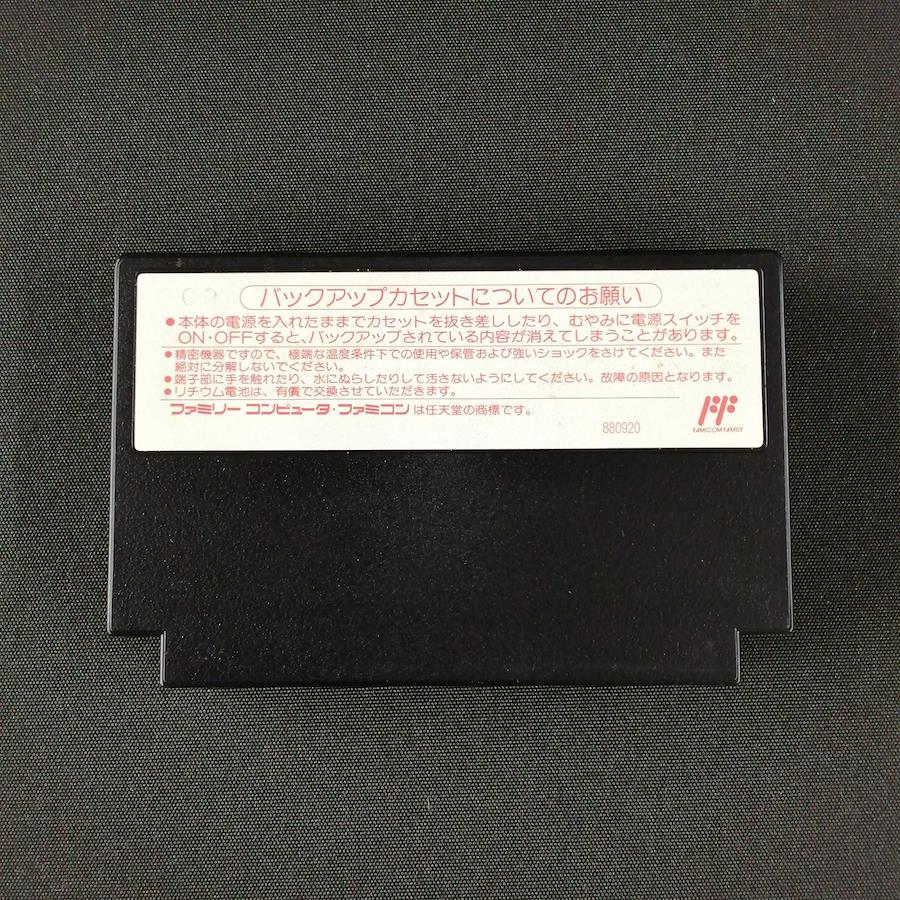 バックアップカセットについてのお願い
●本体の電源を入れたままでカセットを抜き差ししたり、むやみに電源スイッチを
ON・OFFすると、バックアップされている内容が消えてしまうことがあります。
●精密機器ですので、極端な温度条件下での使用や保管および強いショックをさけてください。また
絶対に分解しないでください。
●端子部に手を触れたり、水にぬらしたりして汚さないようにしてください。故障の原因となります。
●リチウム電池は、有償で交換させていただきます。
ファミリー コンピュータ・ファミコン は任天堂の商標です。
880920
FAMICOM FAMILY